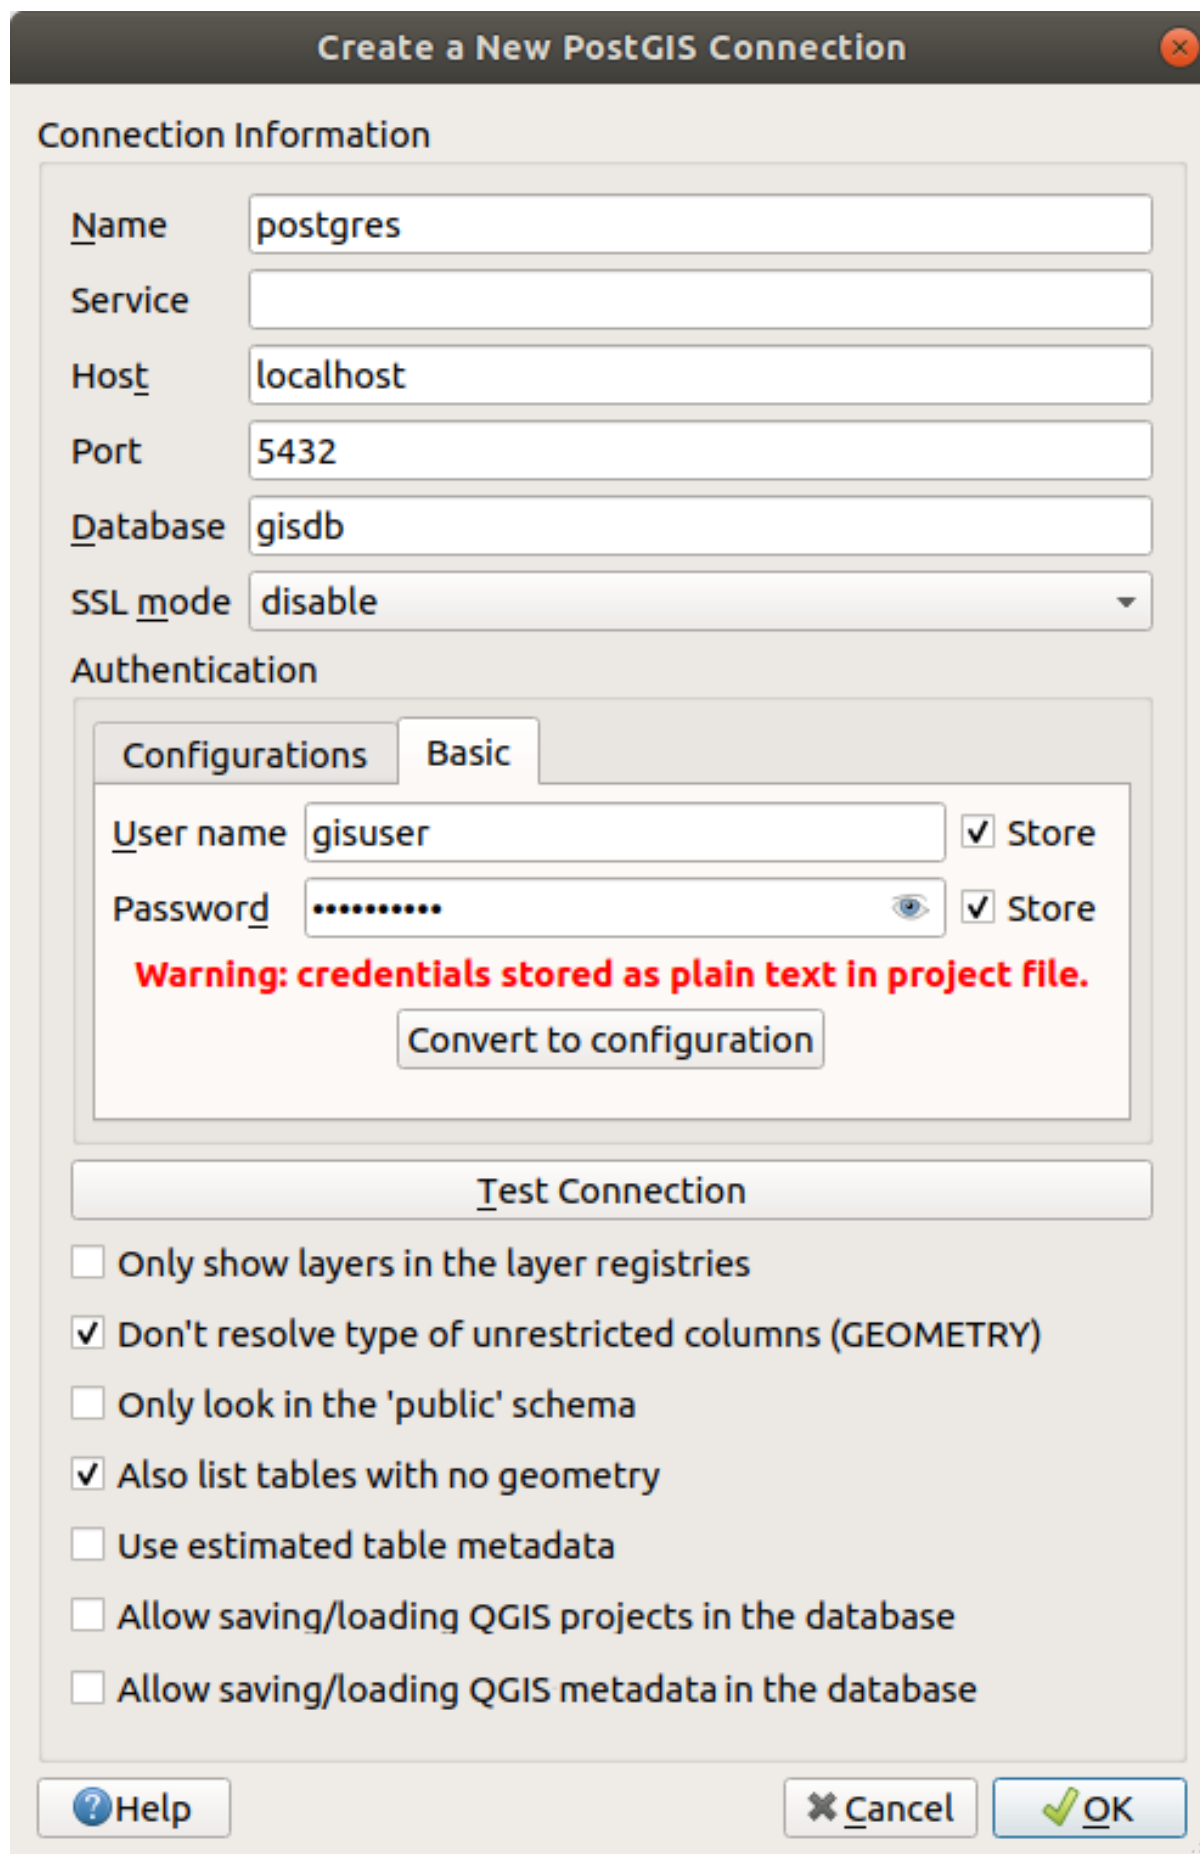 Create a New PostGIS Connection
Connection Information
Name postgres
Service
Host localhost
Port 5432
Database gisdb
SSL mode disable
Authentication
Configurations Basic
User name gisuser Store
Password •••••••••• Store
Warning: credentials stored as plain text in project file.
Convert to configuration
Test Connection
Only show layers in the layer registries
Don't resolve type of unrestricted columns (GEOMETRY)
Only look in the 'public' schema
Also list tables with no geometry
Use estimated table metadata
Allow saving/loading QGIS projects in the database
Allow saving/loading QGIS metadata in the database
Help Cancel OK